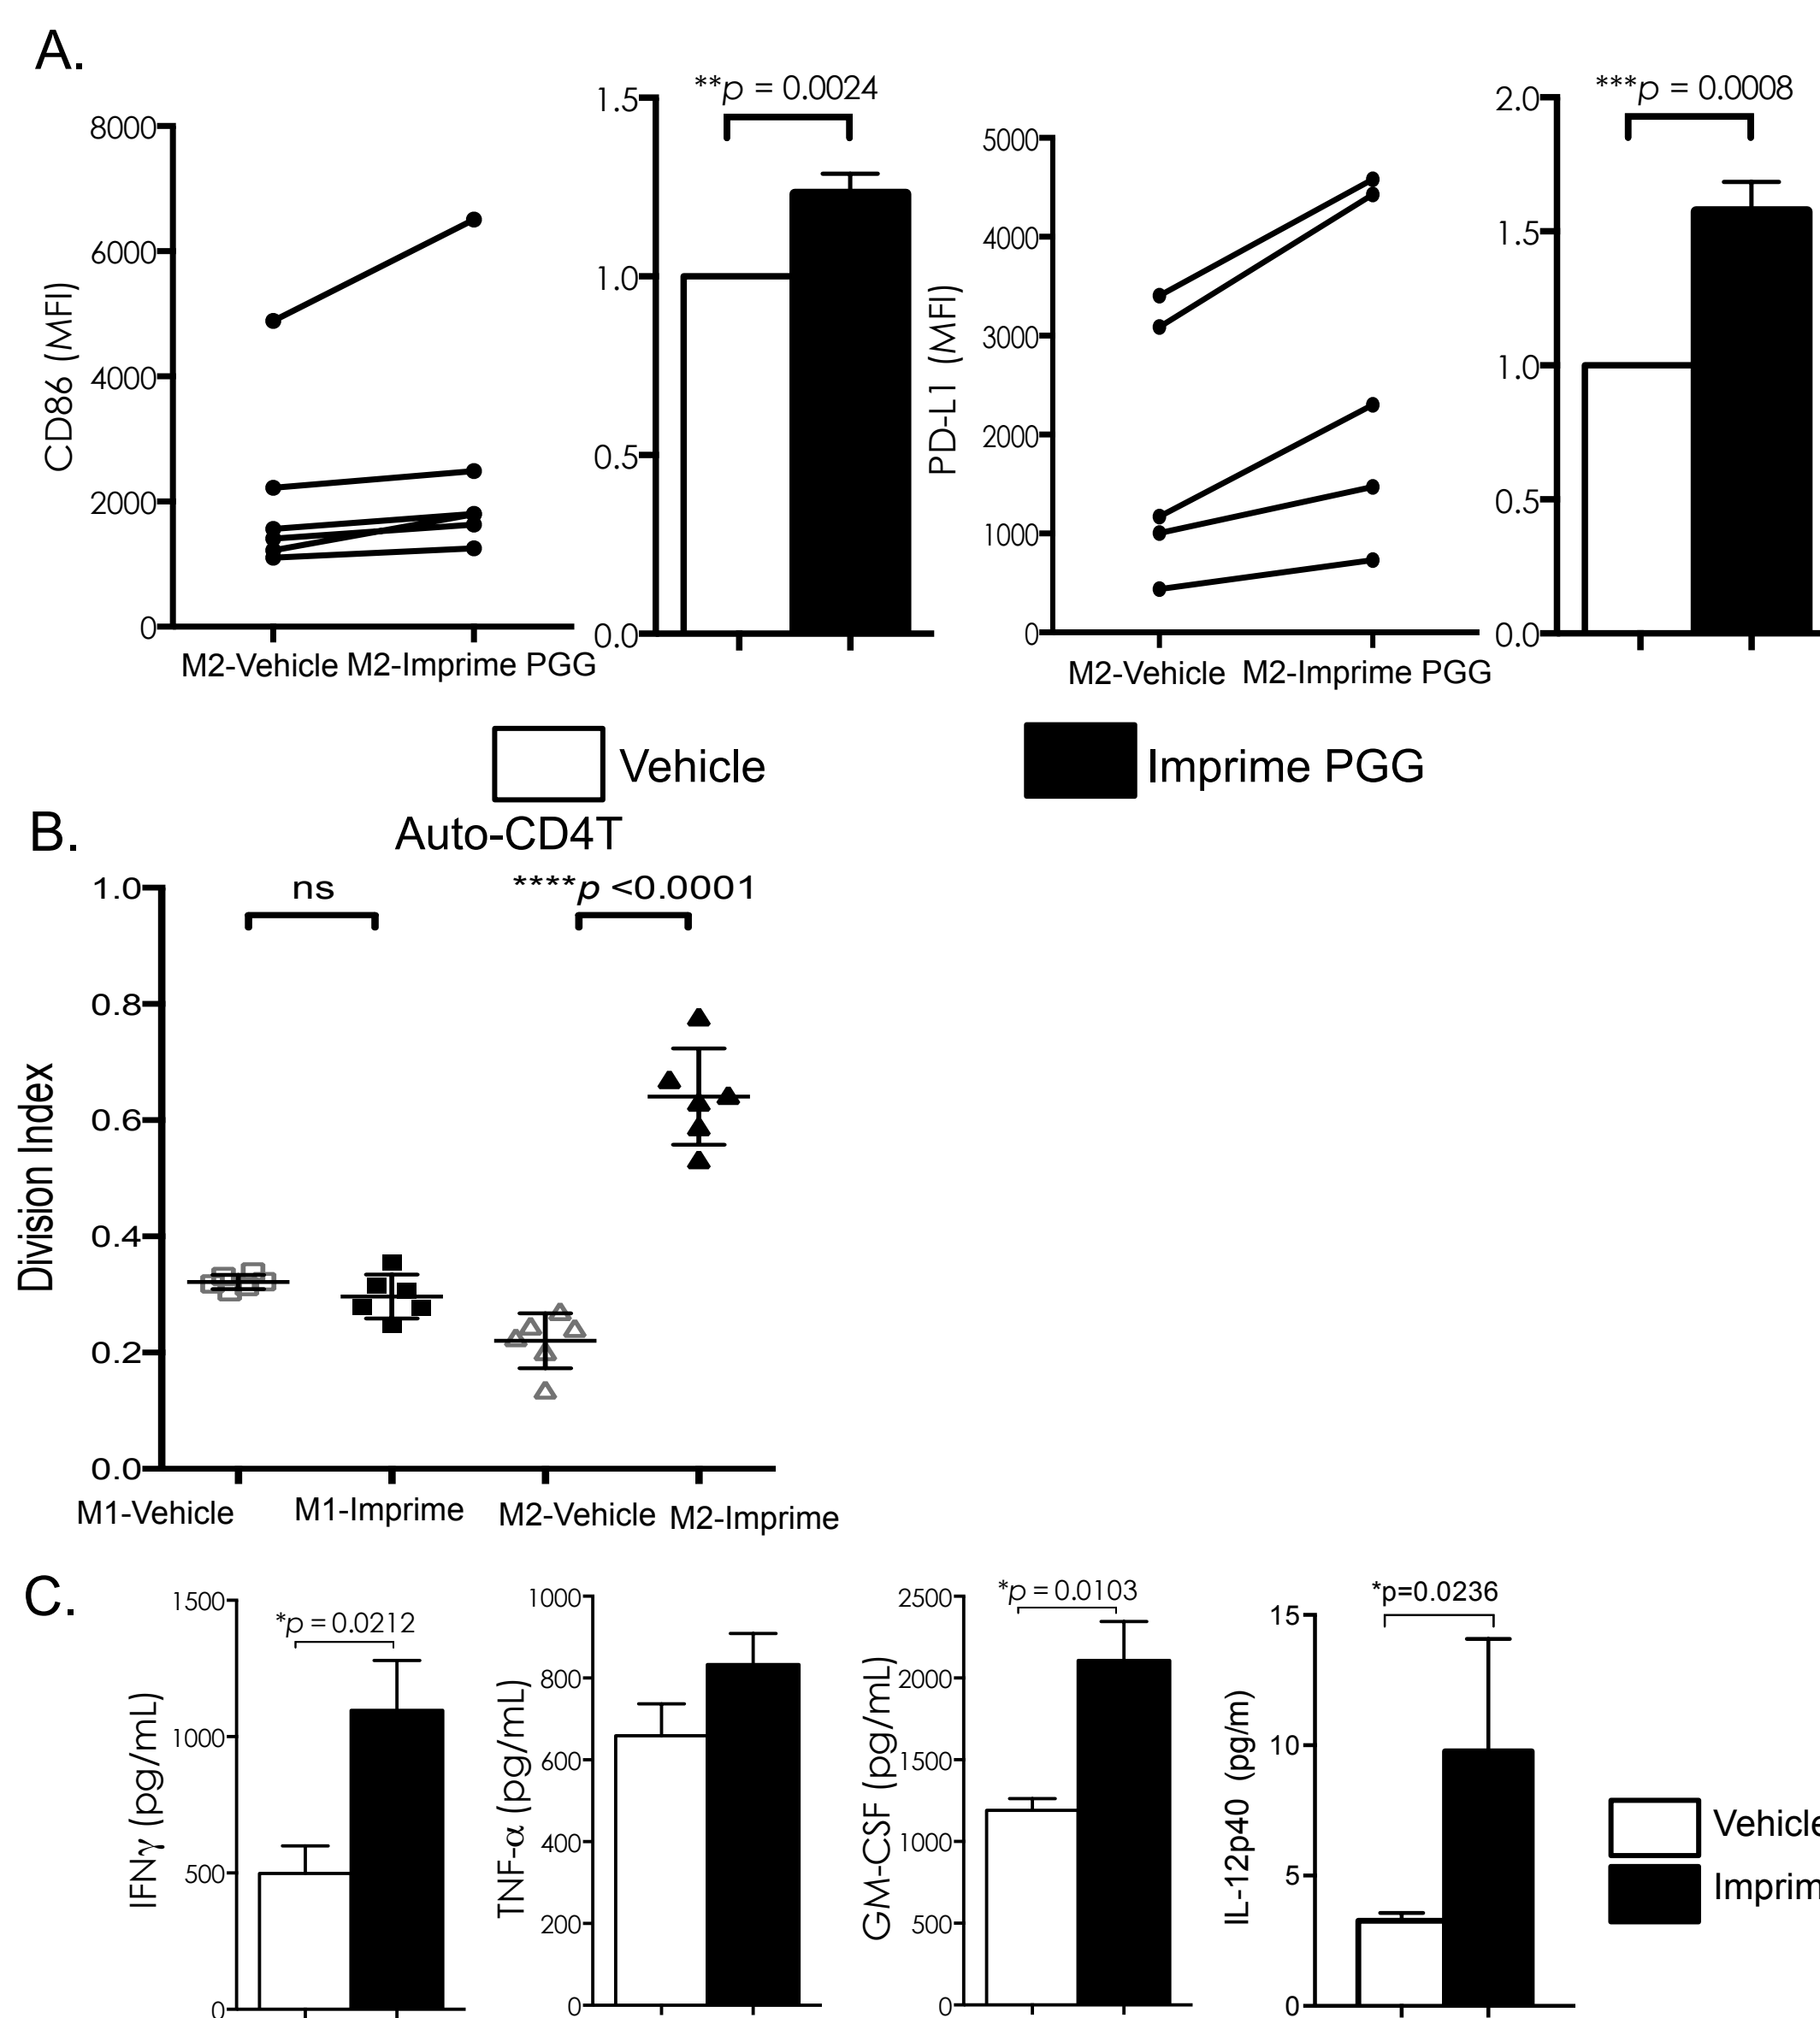 A.
**p = 0.0024
***p = 0.0008
CD86 (MFI)
8000
6000
4000
2000
0
M2-Vehicle M2-Imprime PGG
1.5
1.0
0.5
0.0
PD-L1 (MFI)
5000
4000
3000
2000
1000
0
M2-Vehicle M2-Imprime PGG
2.0
1.5
1.0
0.5
0.0
Vehicle
Imprime PGG
B.
Auto-CD4T
ns
****p <0.0001
Division Index
1.0
0.8
0.6
0.4
0.2
0.0
M1-Vehicle M1-Imprime M2-Vehicle M2-Imprime
C.
IFNγ (pg/mL)
1500
1000
500
0
*p = 0.0212
TNF-α (pg/mL)
1000
800
600
400
200
0
GM-CSF (pg/mL)
2500
2000
1500
1000
500
0
*p = 0.0103
IL-12p40 (pg/m)
15
10
5
0
*p=0.0236
Vehicle
Imprim